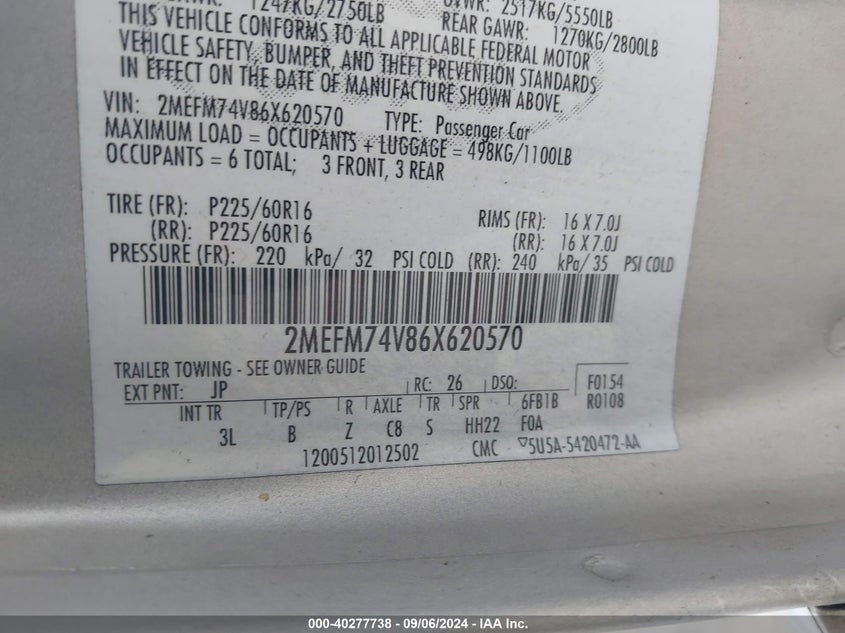 1247KG/2750LB GVWR: 2517KG/5550LB
REAR GAWR: 1270KG/2800LB
THIS VEHICLE CONFORMS TO ALL APPLICABLE FEDERAL MOTOR
VEHICLE SAFETY, BUMPER, AND THEFT PREVENTION STANDARDS
IN EFFECT ON THE DATE OF MANUFACTURE SHOWN ABOVE.
VIN: 2MEFM74V86X620570 TYPE: Passenger Car
MAXIMUM LOAD = OCCUPANTS + LUGGAGE = 498KG/1100LB
OCCUPANTS = 6 TOTAL; 3 FRONT, 3 REAR
TIRE (FR): P225/60R16 RIMS (FR): 16 X 7.0J
(RR): P225/60R16 (RR): 16 X 7.0J
PRESSURE (FR): 220 kPa/ 32 PSI COLD (RR): 240 kPa/ 35 PSI COLD
2MEFM74V86X620570
TRAILER TOWING - SEE OWNER GUIDE
EXT PNT: JP RC: 26 DSO: F0154
INT TR TP/PS R AXLE TR SPR 6FB1B R0108
3L B Z C8 S HH22 F0A
1200512012502 CMC ▽5U5A-5420472-AA
000-40277738 - 09/06/2024 - IAA Inc.